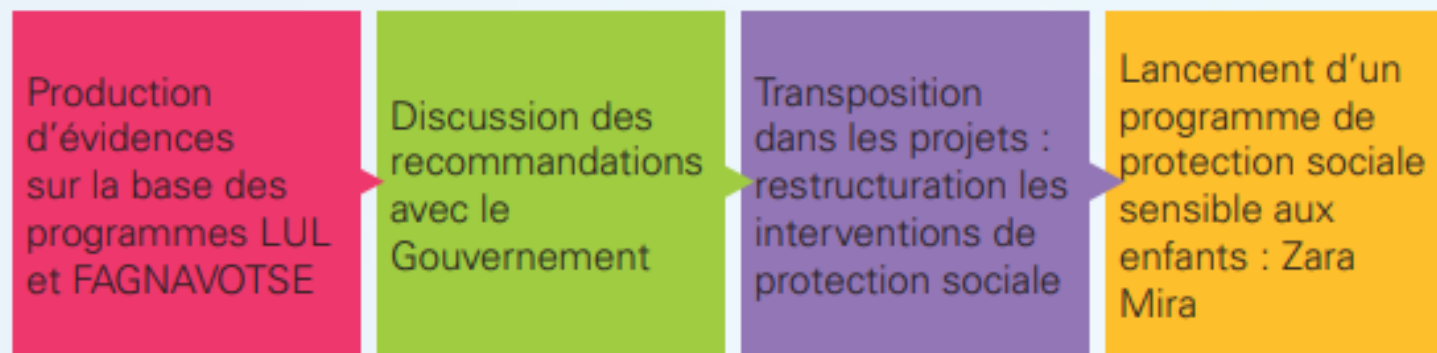 Production
d'évidences
sur la base des
programmes LUL
et FAGNAVOTSE
Discussion des
recommandations
avec le
Gouvernement
Transposition
dans les projets :
restructuration les
interventions de
protection sociale
Lancement d'un
programme de
protection sociale
sensible aux
enfants : Zara
Mira